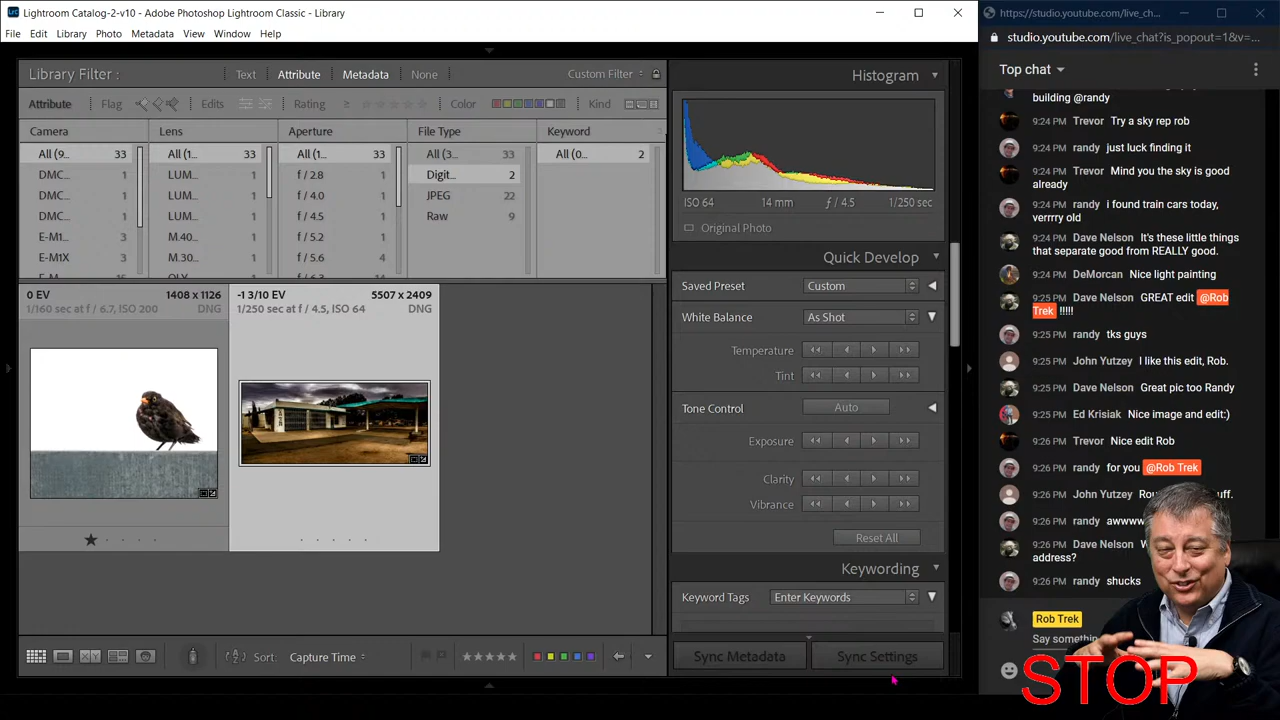 Lightroom Catalog-2-v10 - Adobe Photoshop Lightroom Classic - Library
File Edit Library Photo Metadata View Window Help
Library Filter : Text Attribute Metadata None Custom Filter
Attribute Flag Edits Rating ≥ Color Kind
Camera Lens Aperture File Type Keyword
All (9... 33 All (1... 33 All (1... 33 All (3... 33 All (0... 2
DMC... 1 LUM... 1 f / 2.8 1 Digit... 2
DMC... 1 LUM... 1 f / 4.0 1 JPEG 22
DMC... 1 LUM... 1 f / 4.5 1 Raw 9
E-M1... 3 M.40... 1 f / 5.2 1
E-M1X 3 M.30... 1 f / 5.6 4
0 EV 1408 x 1126
1/160 sec at f / 6.7, ISO 200 DNG
-1 3/10 EV 5507 x 2409
1/250 sec at f / 4.5, ISO 64 DNG
Sort: Capture Time
Histogram
ISO 64 14 mm ƒ / 4.5 1/250 sec
Original Photo
Quick Develop
Saved Preset Custom
White Balance As Shot
Temperature
Tint
Tone Control Auto
Exposure
Clarity
Vibrance
Reset All
Keywording
Keyword Tags Enter Keywords
Sync Metadata Sync Settings
https://studio.youtube.com/live_c...
studio.youtube.com/live_chat?is_popout=1&v=...
Top chat
building @randy
9:24 PM Trevor Try a sky rep rob
9:24 PM randy just luck finding it
9:24 PM Trevor Mind you the sky is good
already
9:24 PM randy i found train cars today,
verrrry old
9:24 PM Dave Nelson It's these little things
that separate good from REALLY good.
9:24 PM DeMorcan Nice light painting
9:25 PM Dave Nelson GREAT edit @Rob
Trek !!!!!
9:25 PM randy tks guys
9:25 PM John Yutzey I like this edit, Rob.
9:25 PM Dave Nelson Great pic too Randy
9:25 PM Ed Krisiak Nice image and edit:)
9:26 PM Trevor Nice edit Rob
9:26 PM randy for you @Rob Trek
9:26 PM John Yutzey
9:26 PM randy
9:26 PM Dave Nelson
address?
9:26 PM randy shucks
Rob Trek
Say somethin
STOP